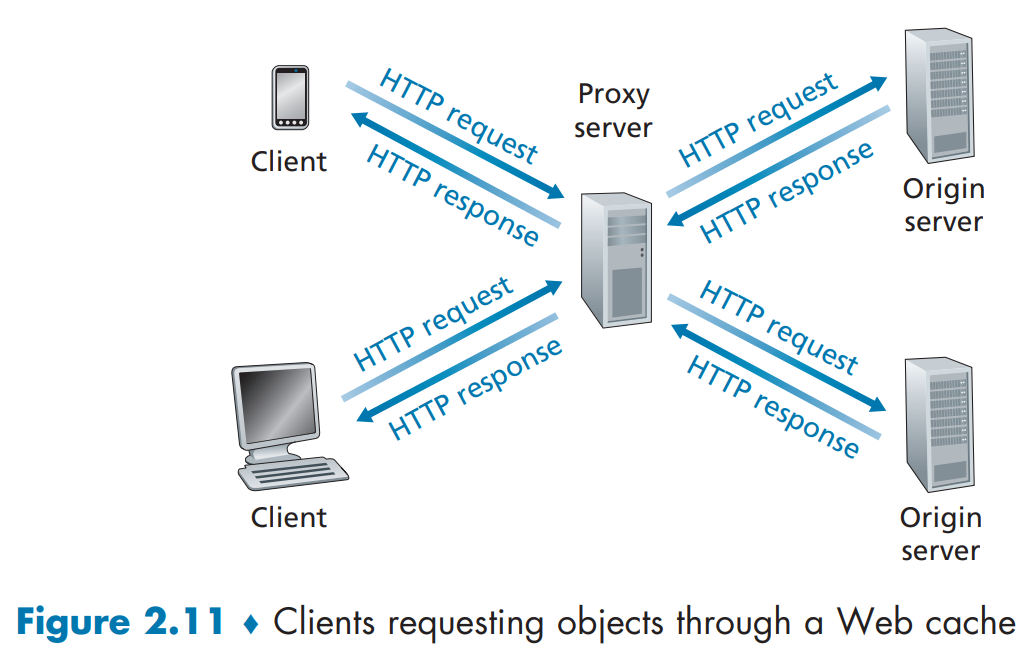 Client
HTTP request
HTTP response
Proxy
server
HTTP request
HTTP response
Origin
server
Client
HTTP request
HTTP response
HTTP request
HTTP response
Origin
server
Figure 2.11 ♦ Clients requesting objects through a Web cache